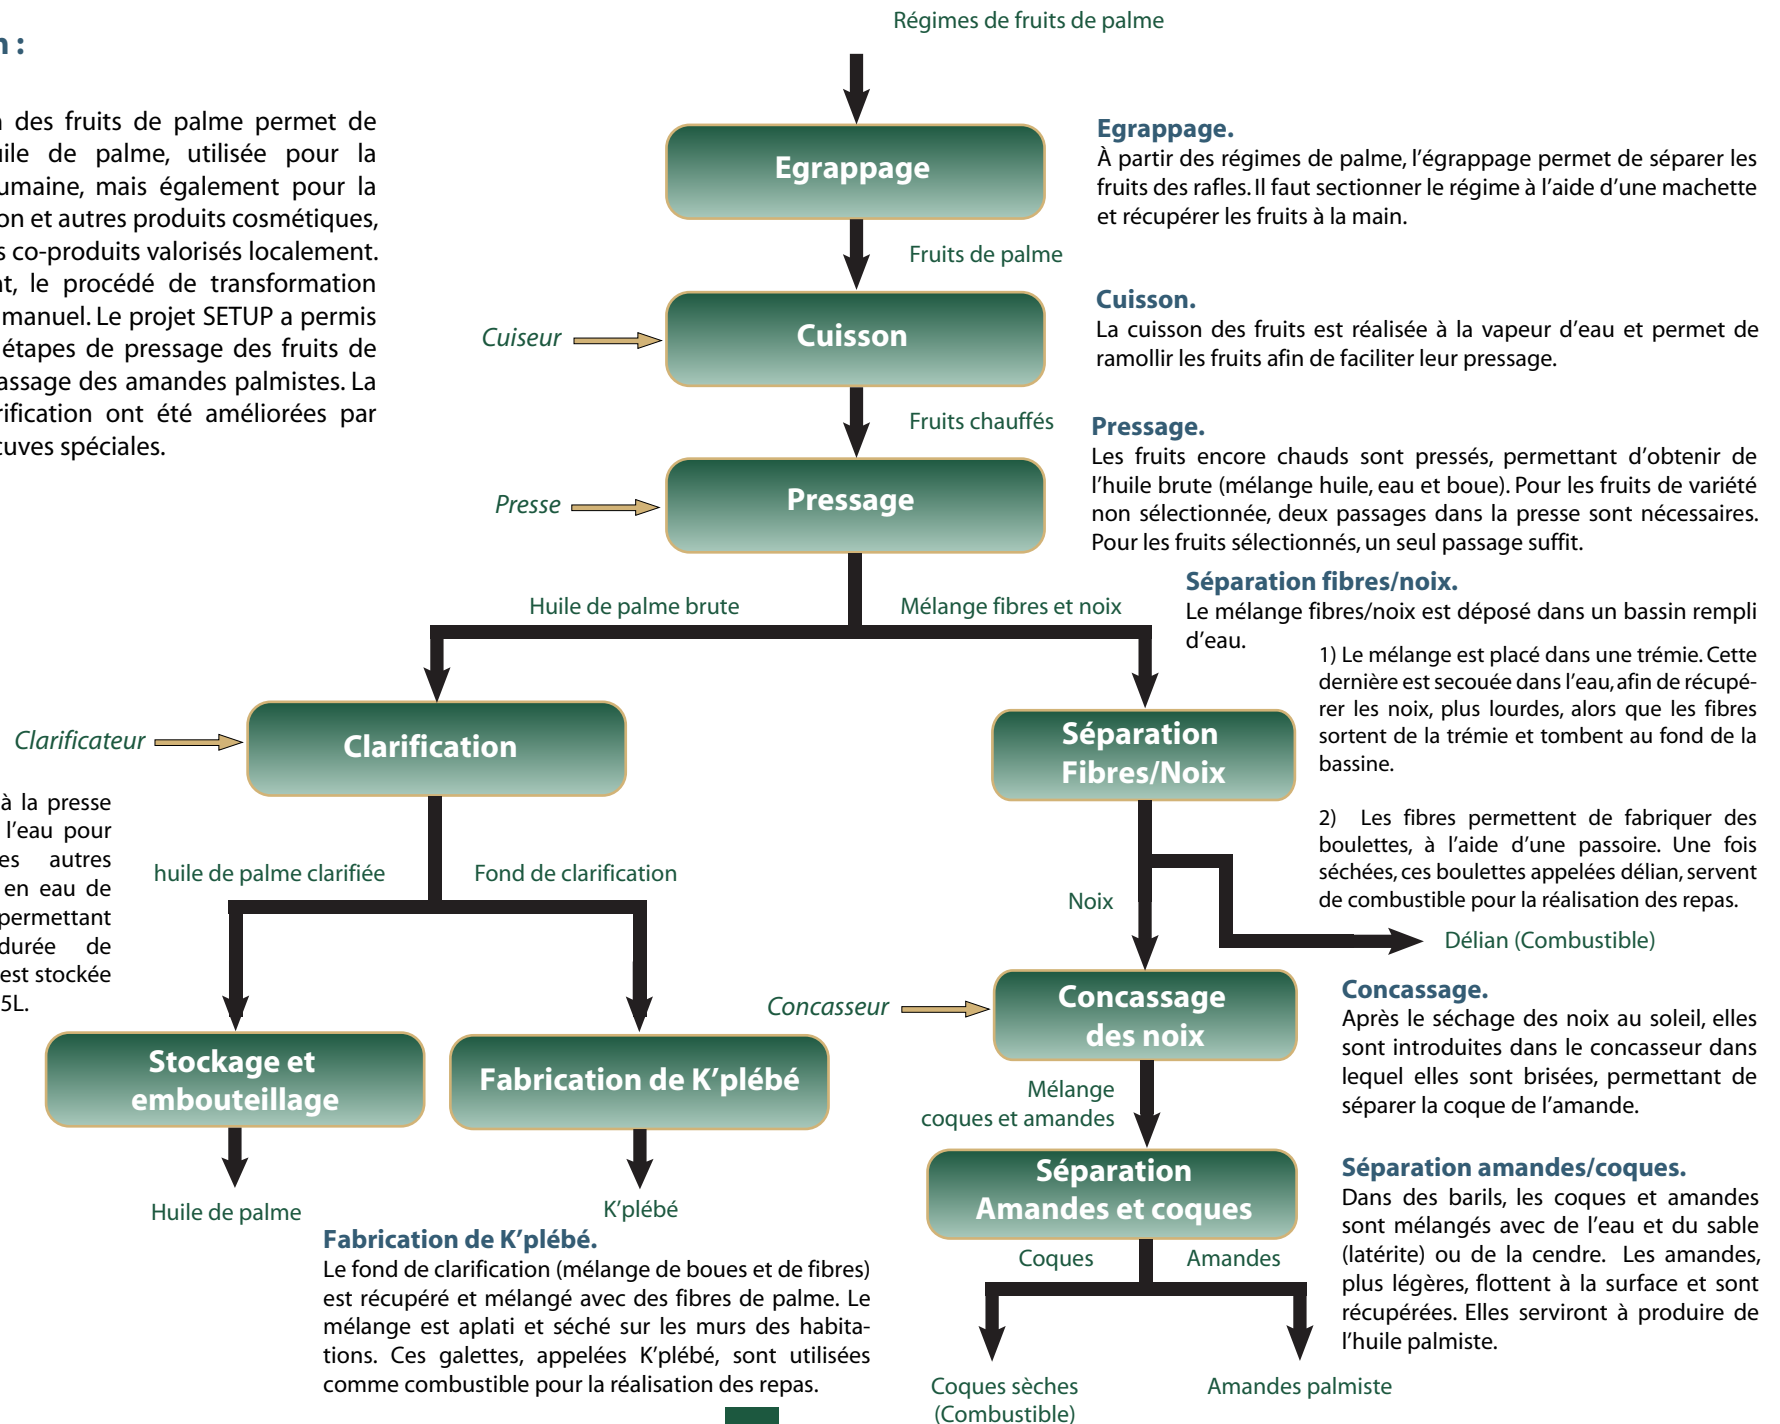 Régimes de fruits de palme
n :
n des fruits de palme permet de
uile de palme, utilisée pour la
umaine, mais également pour la
on et autres produits cosmétiques,
s co-produits valorisés localement.
nt, le procédé de transformation
manuel. Le projet SETUP a permis
étapes de pressage des fruits de
assage des amandes palmistes. La
rification ont été améliorées par
cuves spéciales.
Egrappage
Egrappage.
À partir des régimes de palme, l’égrappage permet de séparer les
fruits des rafles. Il faut sectionner le régime à l’aide d’une machette
et récupérer les fruits à la main.
Fruits de palme
Cuiseur
Cuisson
Cuisson.
La cuisson des fruits est réalisée à la vapeur d’eau et permet de
ramollir les fruits afin de faciliter leur pressage.
Fruits chauffés
Presse
Pressage
Pressage.
Les fruits encore chauds sont pressés, permettant d’obtenir de
l’huile brute (mélange huile, eau et boue). Pour les fruits de variété
non sélectionnée, deux passages dans la presse sont nécessaires.
Pour les fruits sélectionnés, un seul passage suffit.
Huile de palme brute
Mélange fibres et noix
Séparation fibres/noix.
Le mélange fibres/noix est déposé dans un bassin rempli
d’eau.
1) Le mélange est placé dans une trémie. Cette
dernière est secouée dans l’eau, afin de récupé-
rer les noix, plus lourdes, alors que les fibres
sortent de la trémie et tombent au fond de la
bassine.
2) Les fibres permettent de fabriquer des
boulettes, à l’aide d’une passoire. Une fois
séchées, ces boulettes appelées délian, servent
de combustible pour la réalisation des repas.
Clarificateur
Clarification
Séparation
Fibres/Noix
à la presse
l’eau pour
es autres
en eau de
permettant
durée de
est stockée
5L.
huile de palme clarifiée
Fond de clarification
Noix
Délian (Combustible)
Stockage et
embouteillage
Fabrication de K’plébé
Concasseur
Concassage
des noix
Concassage.
Après le séchage des noix au soleil, elles
sont introduites dans le concasseur dans
lequel elles sont brisées, permettant de
séparer la coque de l’amande.
Mélange
coques et amandes
Huile de palme
K’plébé
Fabrication de K’plébé.
Le fond de clarification (mélange de boues et de fibres)
est récupéré et mélangé avec des fibres de palme. Le
mélange est aplati et séché sur les murs des habita-
tions. Ces galettes, appelées K’plébé, sont utilisées
comme combustible pour la réalisation des repas.
Séparation
Amandes et coques
Séparation amandes/coques.
Dans des barils, les coques et amandes
sont mélangés avec de l’eau et du sable
(latérite) ou de la cendre. Les amandes,
plus légères, flottent à la surface et sont
récupérées. Elles serviront à produire de
l’huile palmiste.
Coques
Amandes
Coques sèches
(Combustible)
Amandes palmiste